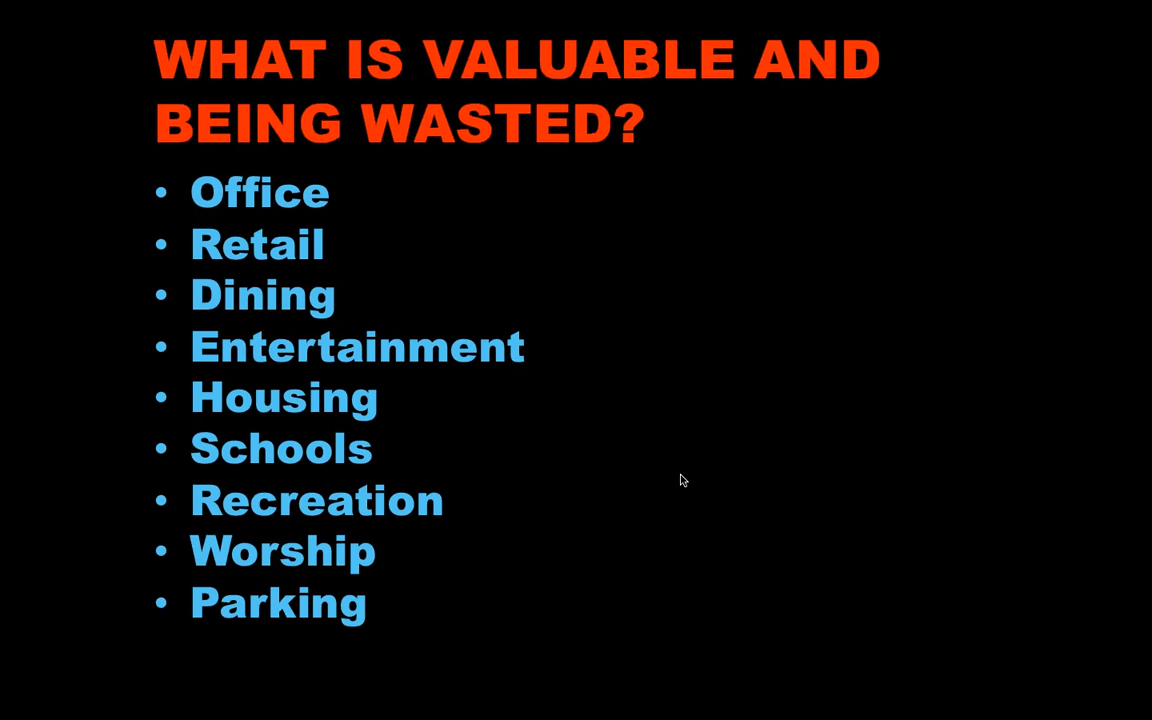 WHAT IS VALUABLE AND
BEING WASTED?
• Office
• Retail
• Dining
• Entertainment
• Housing
• Schools
• Recreation
• Worship
• Parking